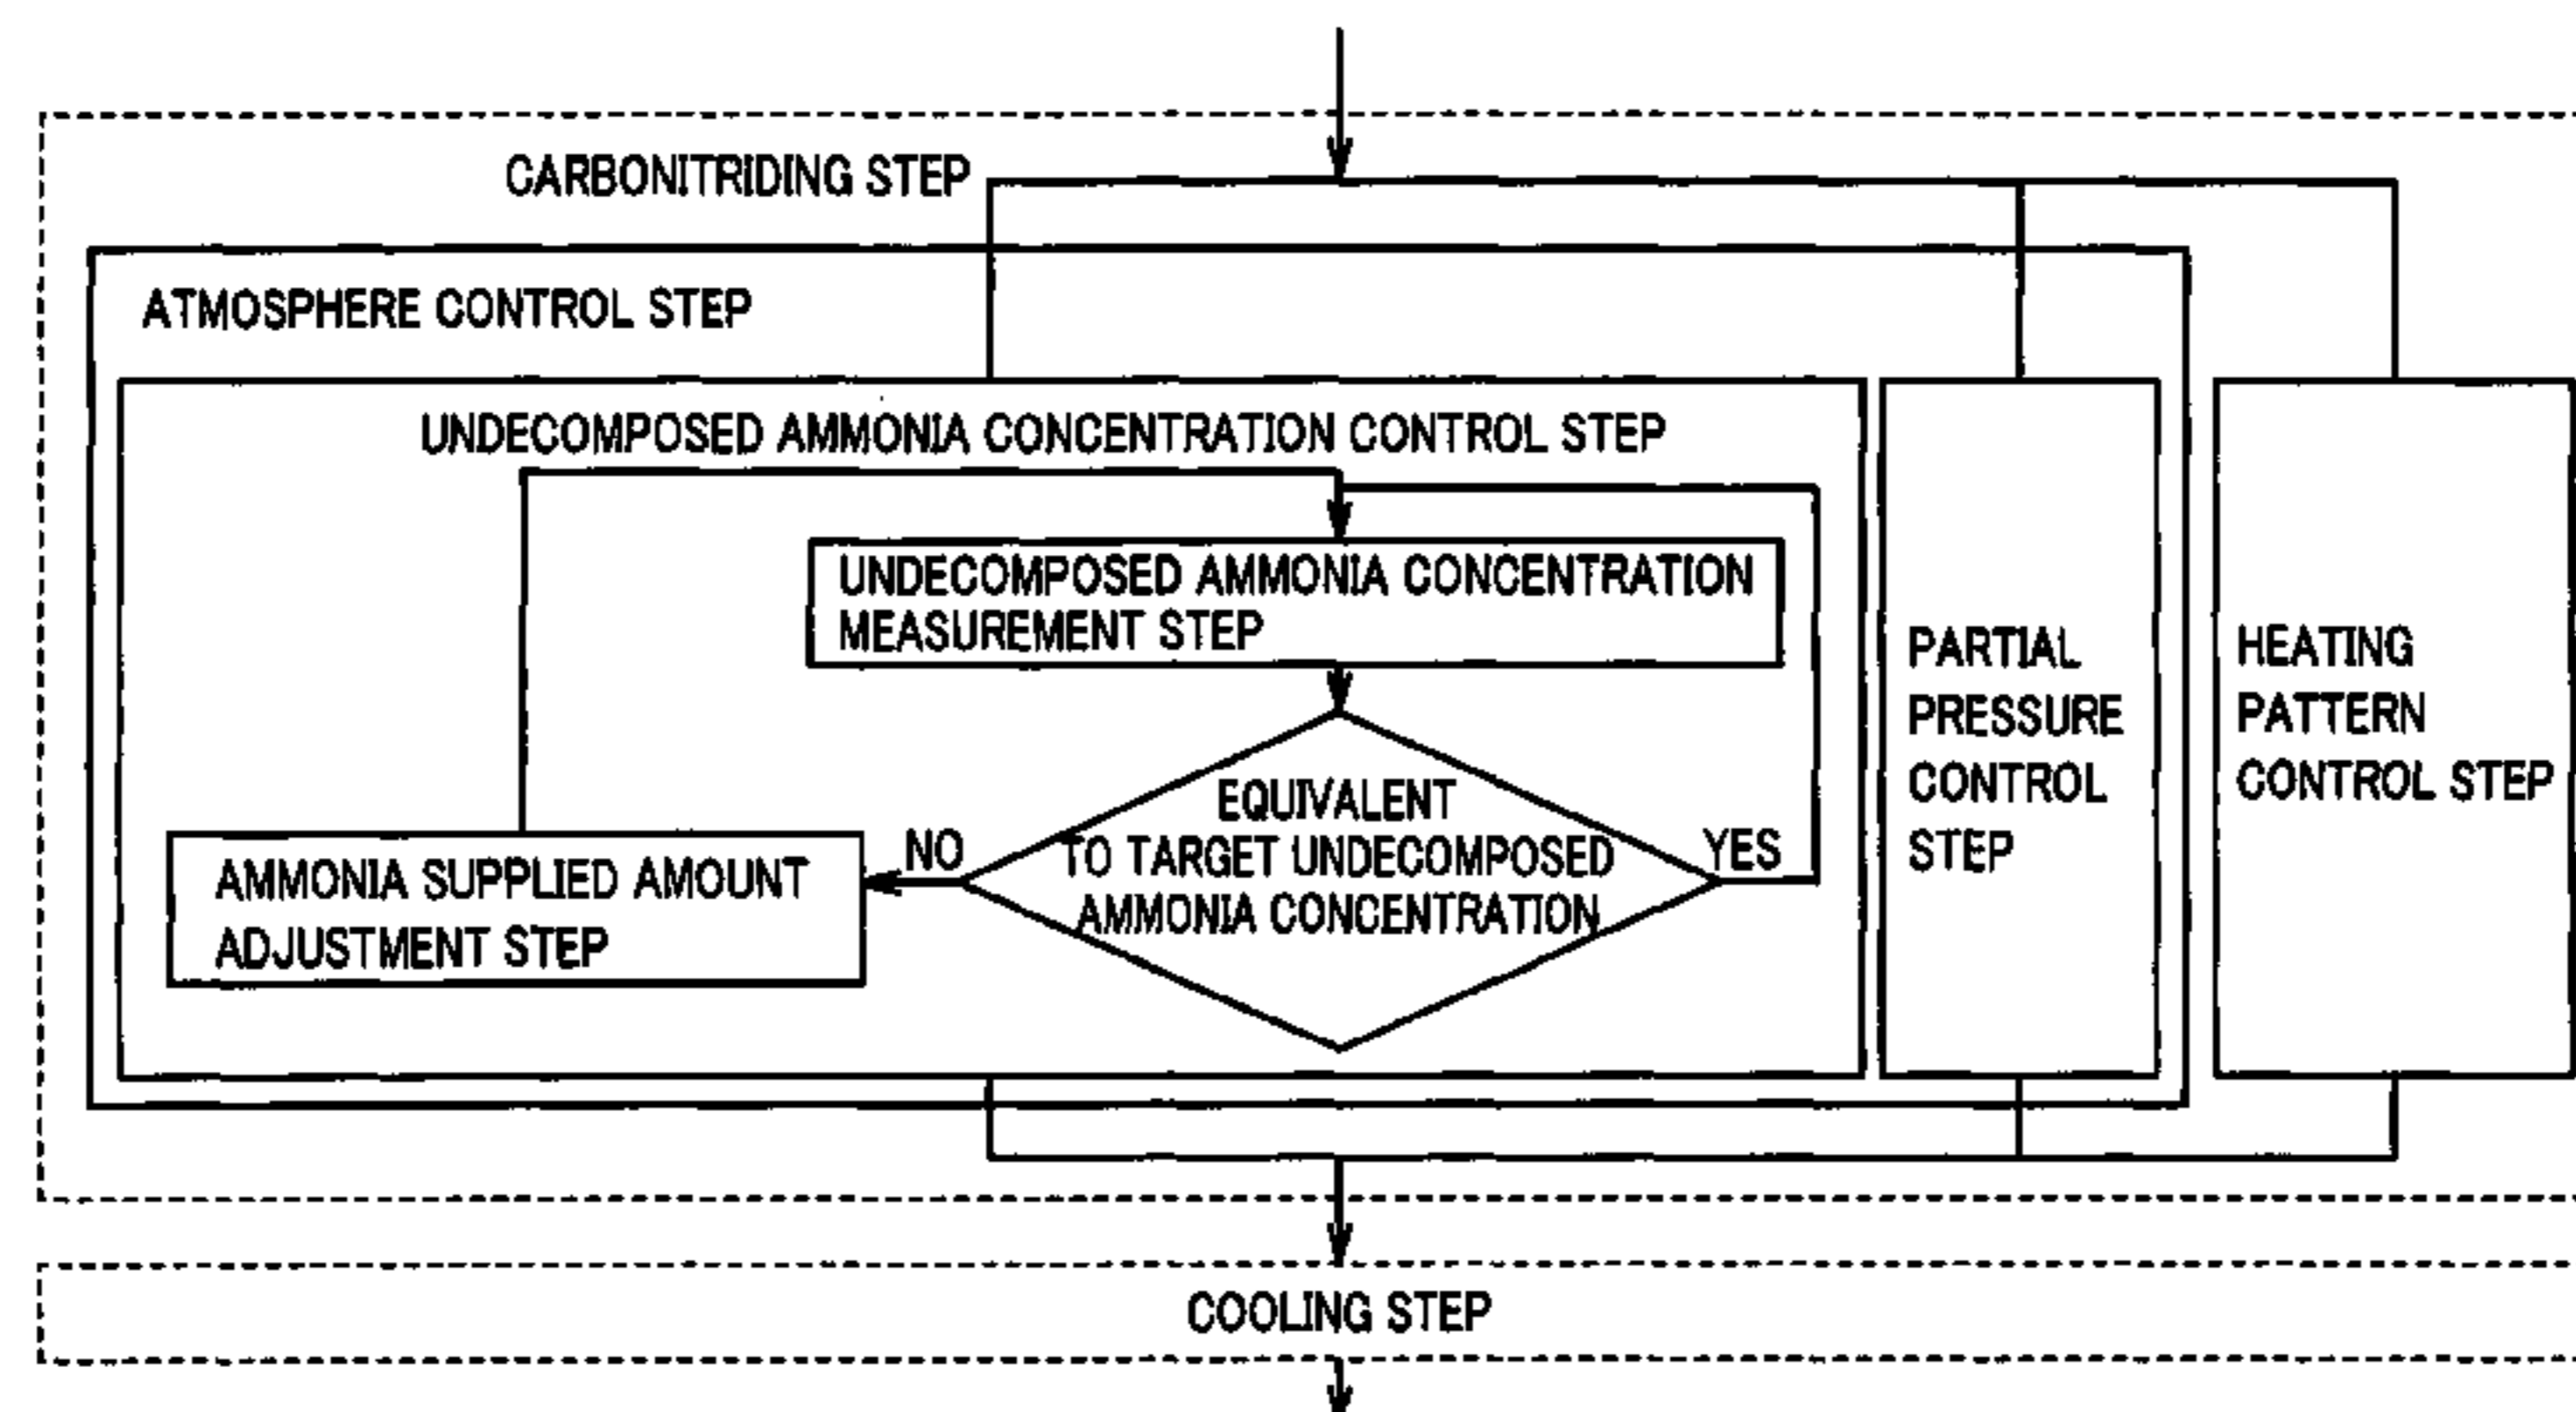 CARBONITRIDING STEP
ATMOSPHERE CONTROL STEP
UNDECOMPOSED AMMONIA CONCENTRATION CONTROL STEP
UNDECOMPOSED AMMONIA CONCENTRATION
MEASUREMENT STEP
EQUIVALENT
TO TARGET UNDECOMPOSED
AMMONIA CONCENTRATION
NO
YES
AMMONIA SUPPLIED AMOUNT
ADJUSTMENT STEP
PARTIAL
PRESSURE
CONTROL
STEP
HEATING
PATTERN
CONTROL STEP
COOLING STEP